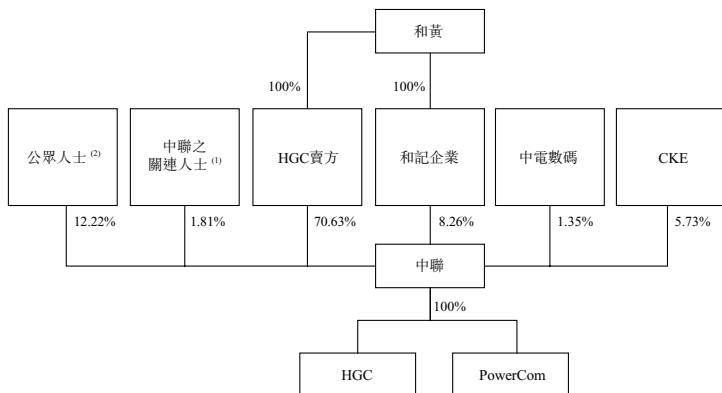 和黃
100%
100%
公眾人士 (2)
中聯之
關連人士 (1)
HGC賣方
和記企業
中電數碼
CKE
12.22%
1.81%
70.63%
8.26%
1.35%
5.73%
中聯
100%
HGC
PowerCom